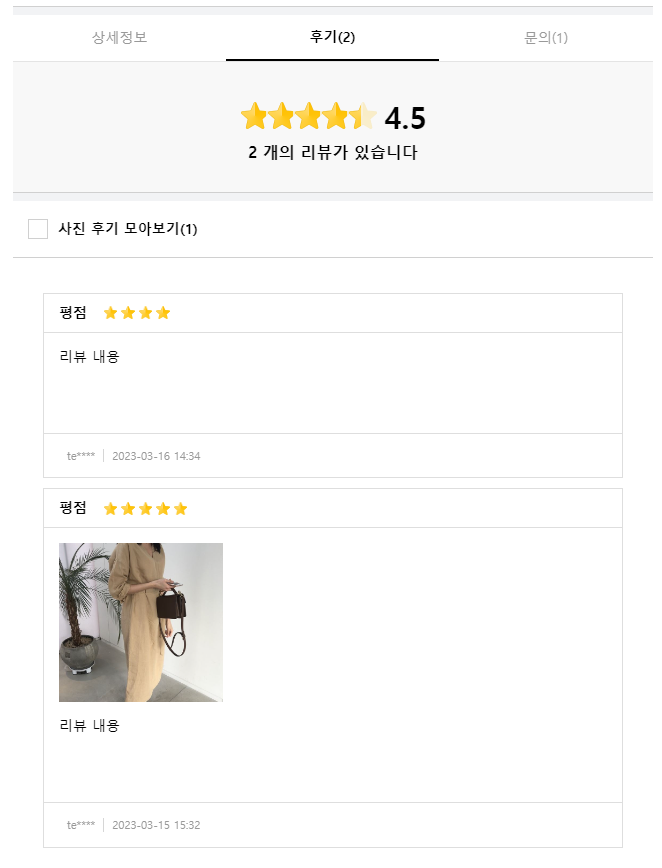 상세정보 후기(2) 문의(1)
4.5
2 개의 리뷰가 있습니다
사진 후기 모아보기(1)
평점
리뷰 내용
te**** 2023-03-16 14:34
평점
리뷰 내용
te**** 2023-03-15 15:32